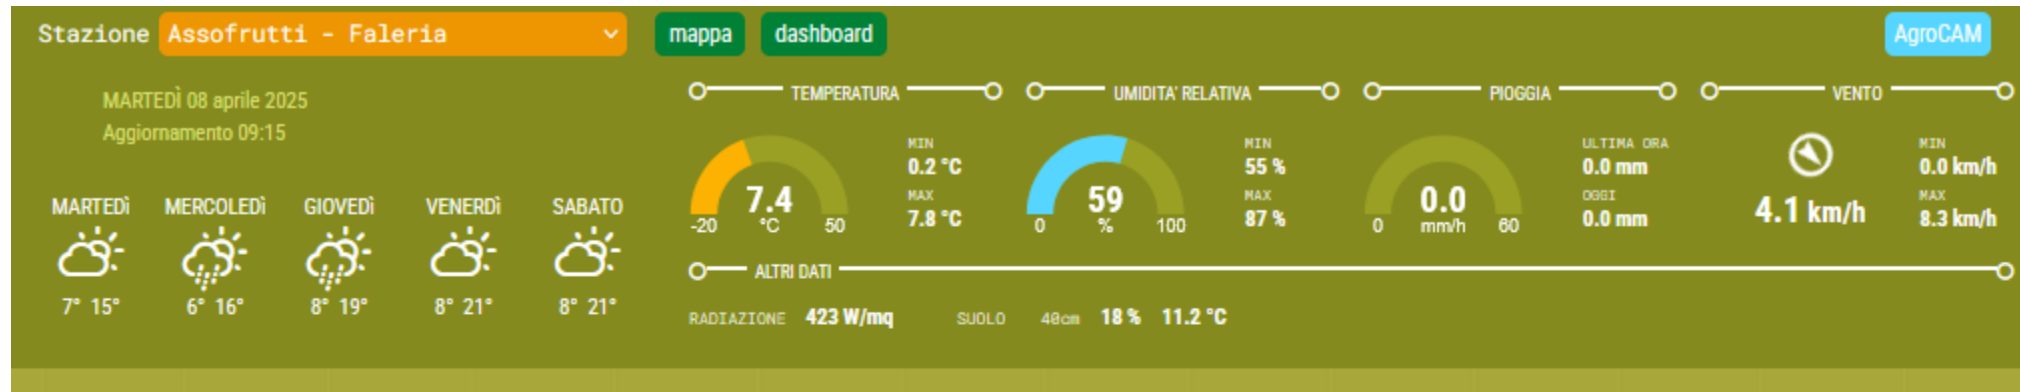 Stazione Assofrutti - Faleria mappa dashboard AgroCAM
MARTEDÌ 08 aprile 2025
Aggiornamento 09:15
MARTEDÌ MERCOLEDÌ GIOVEDÌ VENERDÌ SABATO
7° 15° 6° 16° 8° 19° 8° 21° 8° 21°
TEMPERATURA
7.4
°C
-20 50
MIN
0.2 °C
MAX
7.8 °C
UMIDITA' RELATIVA
59
%
0 100
MIN
55 %
MAX
87 %
PIOGGIA
0.0
mm/h
0 60
ULTIMA ORA
0.0 mm
OGGI
0.0 mm
VENTO
4.1 km/h
MIN
0.0 km/h
MAX
8.3 km/h
ALTRI DATI
RADIAZIONE 423 W/mq SUOLO 40cm 18 % 11.2 °C